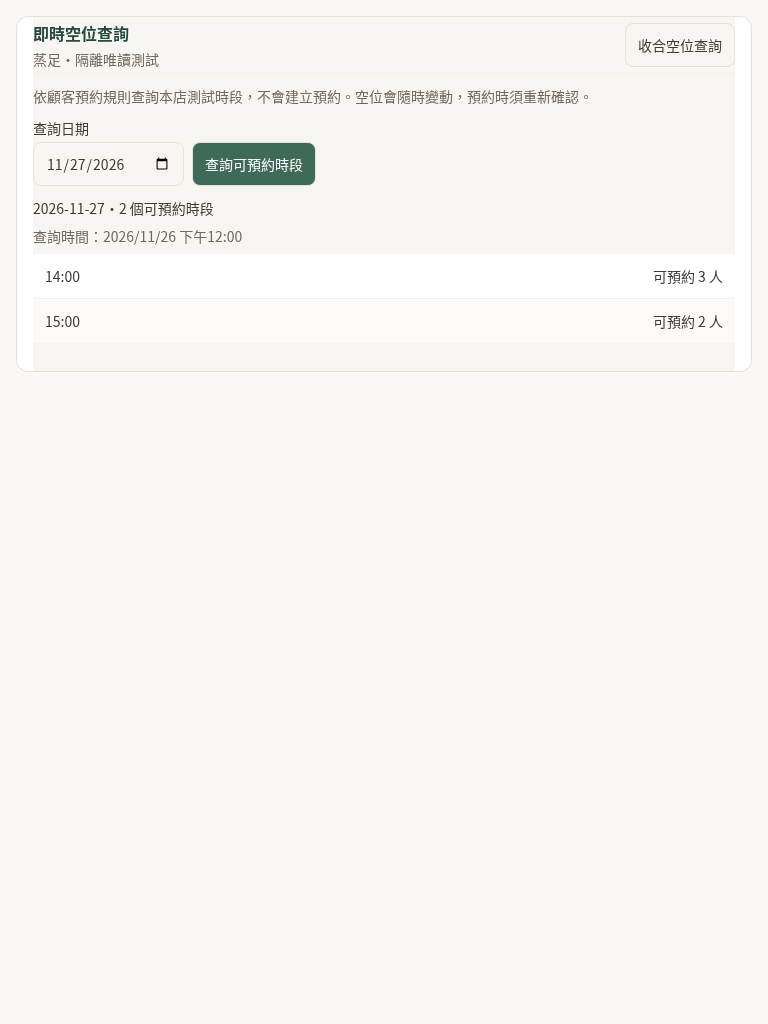 即時空位查詢
蒸足・隔離唯讀測試
收合空位查詢
依顧客預約規則查詢本店測試時段，不會建立預約。空位會隨時變動，預約時須重新確認。
查詢日期
11/27/2026
查詢可預約時段
2026-11-27・2 個可預約時段
查詢時間：2026/11/26 下午12:00
14:00 可預約 3 人
15:00 可預約 2 人